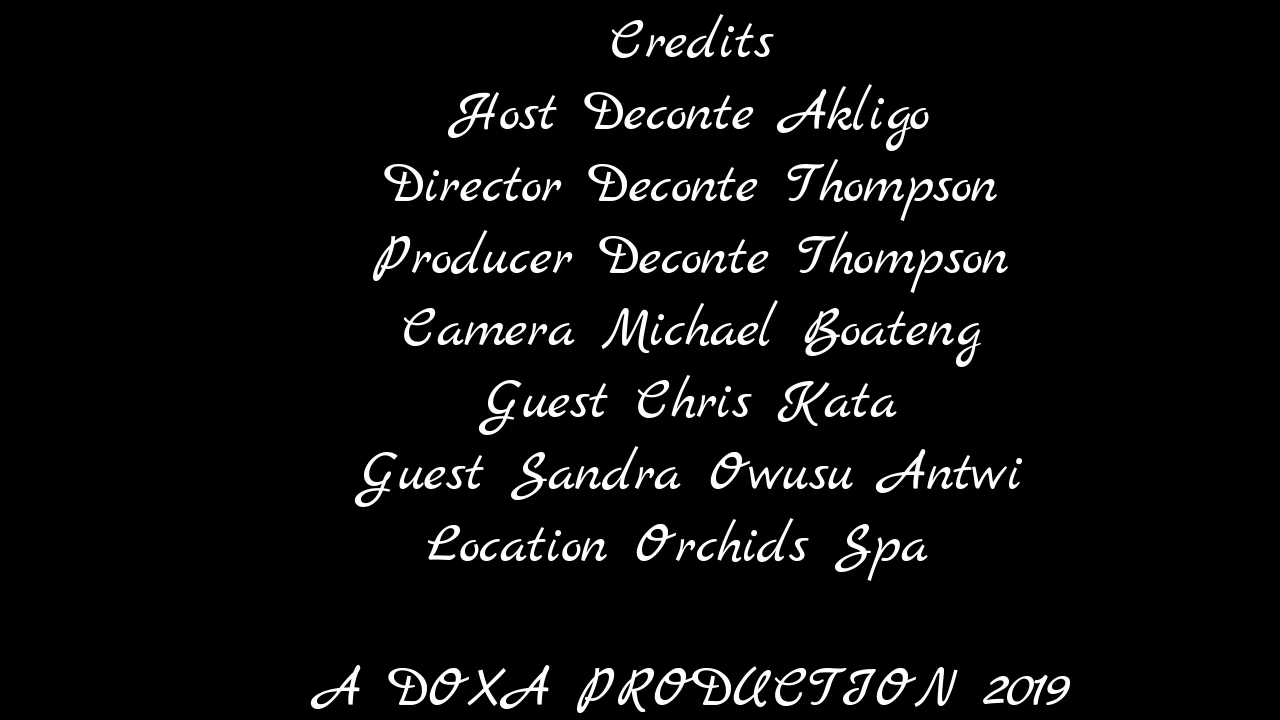 Credits
Host Deconte Akligo
Director Deconte Thompson
Producer Deconte Thompson
Camera Michael Boateng
Guest Chris Kata
Guest Sandra Owusu Antwi
Location Orchids Spa
A DOXA PRODUCTION 2019